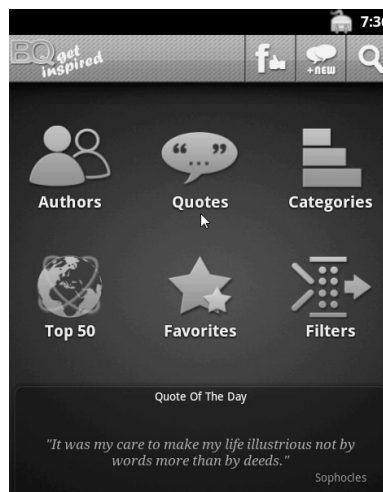 7:3
BQ get
inspired
+NEW
Authors
Quotes
Categories
Top 50
Favorites
Filters
Quote Of The Day
"It was my care to make my life illustrious not by
words more than by deeds."
Sophocles